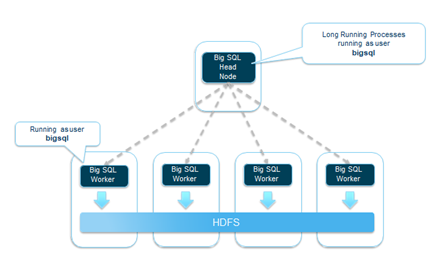 Long Running Processes
running as user
bigsql
Big SQL
Head
Node
Running as user
bigsql
Big SQL
Worker
Big SQL
Worker
Big SQL
Worker
Big SQL
Worker
HDFS